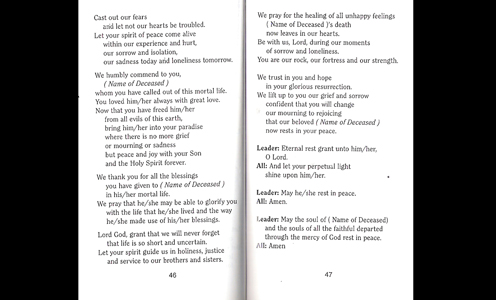 Cast out our fears
and let not our hearts be troubled.
Let your spirit of peace come alive
within our experience and hurt,
our sorrow and isolation,
our sadness today and loneliness tomorrow.
We humbly commend to you,
( Name of Deceased )
whom you have called out of this mortal life.
You loved him/her always with great love.
Now that you have freed him/her
from all evils of this earth,
bring him/her into your paradise
where there is no more grief
or mourning or sadness
but peace and joy with your Son
and the Holy Spirit forever.
We thank you for all the blessings
you have given to ( Name of Deceased )
in his/her mortal life.
We pray that he/she may be able to glorify you
with the life that he/she lived and the way
he/she made use of his/her blessings.
Lord God, grant that we will never forget
that life is so short and uncertain.
Let your spirit guide us in holiness, justice
and service to our brothers and sisters.
46
We pray for the healing of all unhappy feelings
( Name of Deceased )'s death
now leaves in our hearts.
Be with us, Lord, during our moments
of sorrow and loneliness.
You are our rock, our fortress and our strength.
We trust in you and hope
in your glorious resurrection.
We lift up to you our grief and sorrow
confident that you will change
our mourning to rejoicing
that our beloved ( Name of Deceased )
now rests in your peace.
Leader: Eternal rest grant unto him/her,
O Lord.
All: And let your perpetual light
shine upon him/her.
Leader: May he/she rest in peace.
All: Amen.
Leader: May the soul of ( Name of Deceased)
and the souls of all the faithful departed
through the mercy of God rest in peace.
All: Amen
47